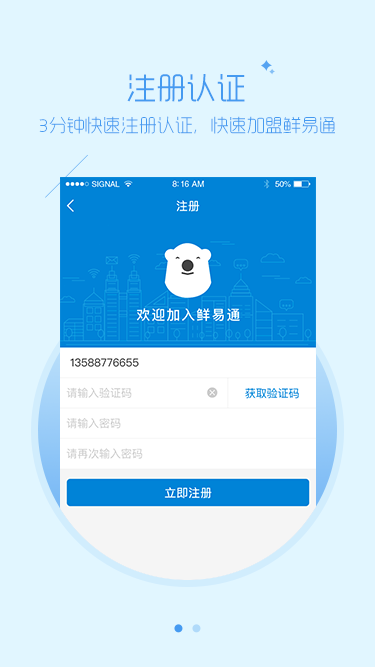 注册认证
3分钟快速注册认证，快速加盟鲜易通
SIGNAL 8:16 AM 50%
注册
欢迎加入鲜易通
13588776655
请输入验证码 获取验证码
请输入密码
请再次输入密码
立即注册